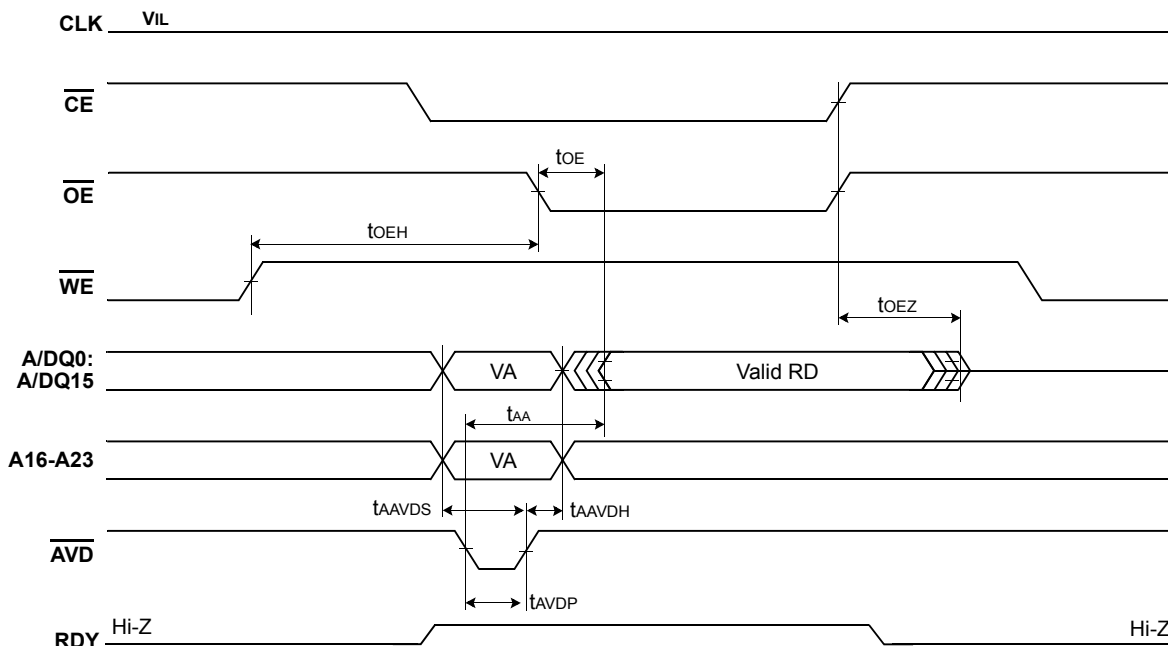 CLK VIL
CE
tOE
OE
tOEH
WE
tOEZ
A/DQ0:
A/DQ15
VA Valid RD
tAA
A16-A23 VA
tAAVDS tAAVDH
AVD
tAVDP
RDY Hi-Z Hi-Z